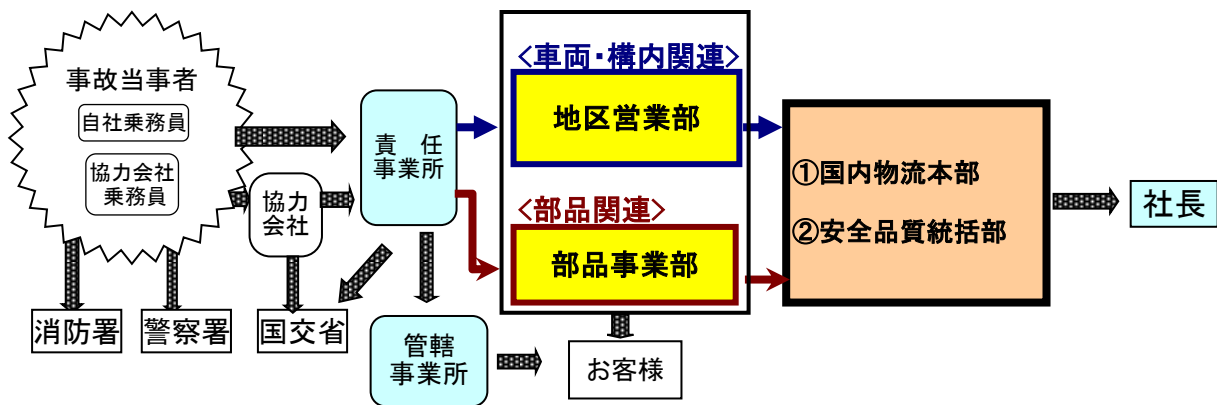 事故当事者
自社乗務員
協力会社
乗務員
協力
会社
責　任
事業所
<車両・構内関連>
地区営業部
<部品関連>
部品事業部
①国内物流本部
②安全品質統括部
社長
消防署
警察署
国交省
管轄
事業所
お客様